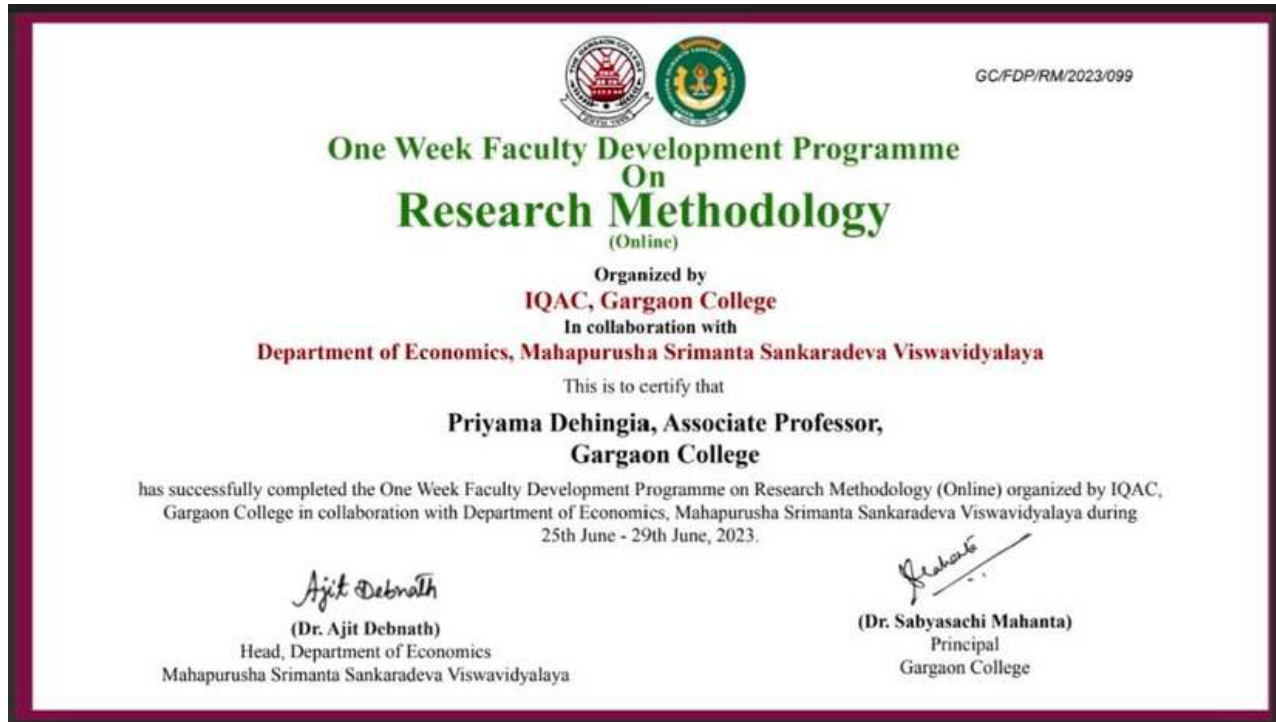 GC/FDP/RM/2023/099
One Week Faculty Development Programme
On
Research Methodology
(Online)
Organized by
IQAC, Gargaon College
In collaboration with
Department of Economics, Mahapurusha Srimanta Sankaradeva Viswavidyalaya
This is to certify that
Priyama Dehingia, Associate Professor,
Gargaon College
has successfully completed the One Week Faculty Development Programme on Research Methodology (Online) organized by IQAC,
Gargaon College in collaboration with Department of Economics, Mahapurusha Srimanta Sankaradeva Viswavidyalaya during
25th June - 29th June, 2023.
Ajit Debnath
(Dr. Ajit Debnath)
Head, Department of Economics
Mahapurusha Srimanta Sankaradeva Viswavidyalaya
(Dr. Sabyasachi Mahanta)
Principal
Gargaon College